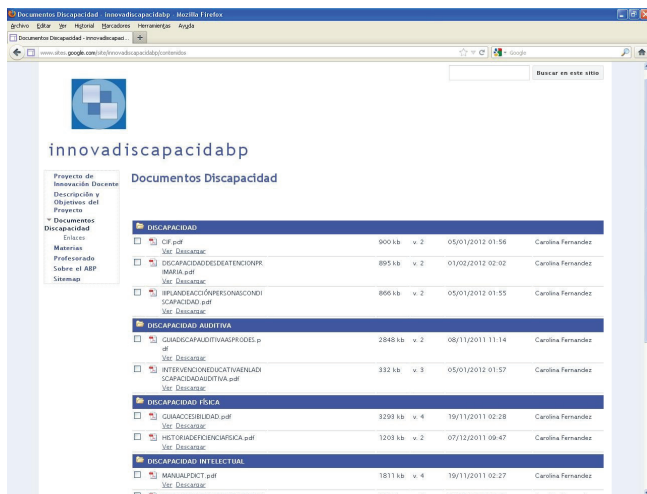 Documentos Discapacidad - innovadiscapacidabp - Mozilla Firefox
Archivo Editar Ver Historial Marcadores Herramientas Ayuda
Documentos Discapacidad - innovadiscapaci... +
www.sites.google.com/site/innovadiscapacidabp/contenidos
Google
Buscar en este sitio
innovadiscapacidabp
Proyecto de
Innovación Docente
Descripción y
Objetivos del
Proyecto
Documentos
Discapacidad
Enlaces
Materias
Profesorado
Sobre el ABP
Sitemap
Documentos Discapacidad
DISCAPACIDAD
CIF.pdf 900 kb v. 2 05/01/2012 01:56 Carolina Fernandez
Ver Descargar
DISCAPACIDADDESDEATENCIONPR 895 kb v. 2 01/02/2012 02:02 Carolina Fernandez
IMARIA.pdf
Ver Descargar
IIIPLANDEACCIÓNPERSONASCONDI 866 kb v. 2 05/01/2012 01:55 Carolina Fernandez
SCAPACIDAD.pdf
Ver Descargar
DISCAPACIDAD AUDITIVA
GUIADISCAPAUDITIVAASPRODES.p 2848 kb v. 2 08/11/2011 11:14 Carolina Fernandez
df
Ver Descargar
INTERVENCIONEDUCATIVAENLADI 332 kb v. 3 05/01/2012 01:57 Carolina Fernandez
SCAPACIDADAUDITIVA.pdf
Ver Descargar
DISCAPACIDAD FÍSICA
GUIAACCESIBILIDAD.pdf 3293 kb v. 4 19/11/2011 02:28 Carolina Fernandez
Ver Descargar
HISTORIADEFICIENCIAFISICA.pdf 1203 kb v. 2 07/12/2011 09:47 Carolina Fernandez
Ver Descargar
DISCAPACIDAD INTELECTUAL
MANUALPDICT.pdf 1811 kb v. 4 19/11/2011 02:27 Carolina Fernandez
Ver Descargar